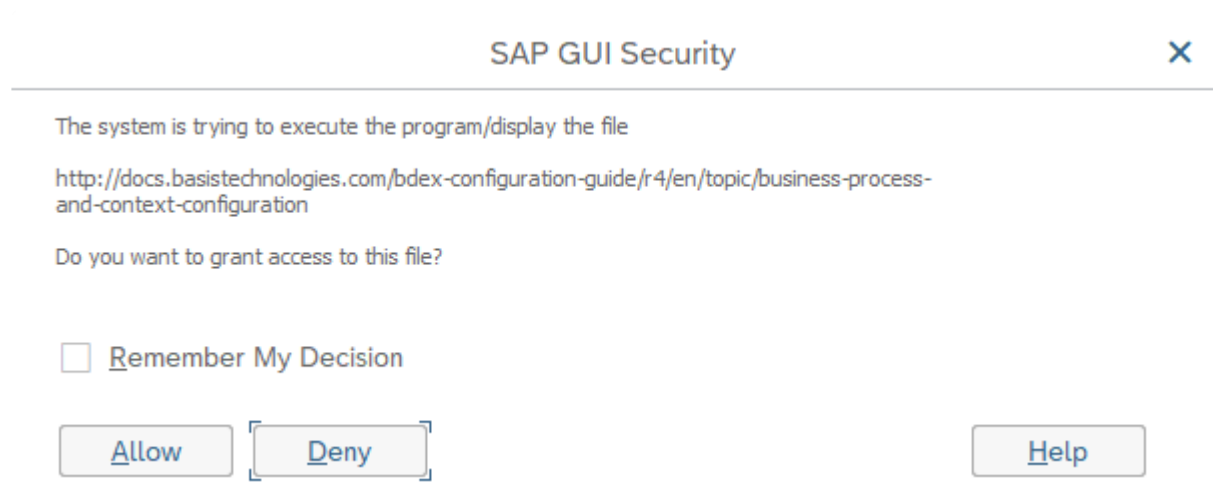 SAP GUI Security
The system is trying to execute the program/display the file
http://docs.basistechnologies.com/bdex-configuration-guide/r4/en/topic/business-process-
and-context-configuration
Do you want to grant access to this file?
Remember My Decision
Allow
Deny
Help